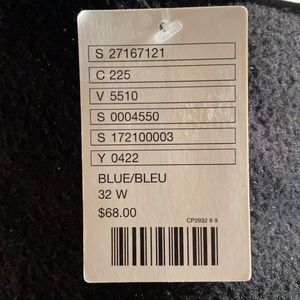 S 27167121
C 225
V 5510
S 0004550
S 172100003
Y 0422
BLUE/BLEU
32 W
$68.00
CP2932 9 9